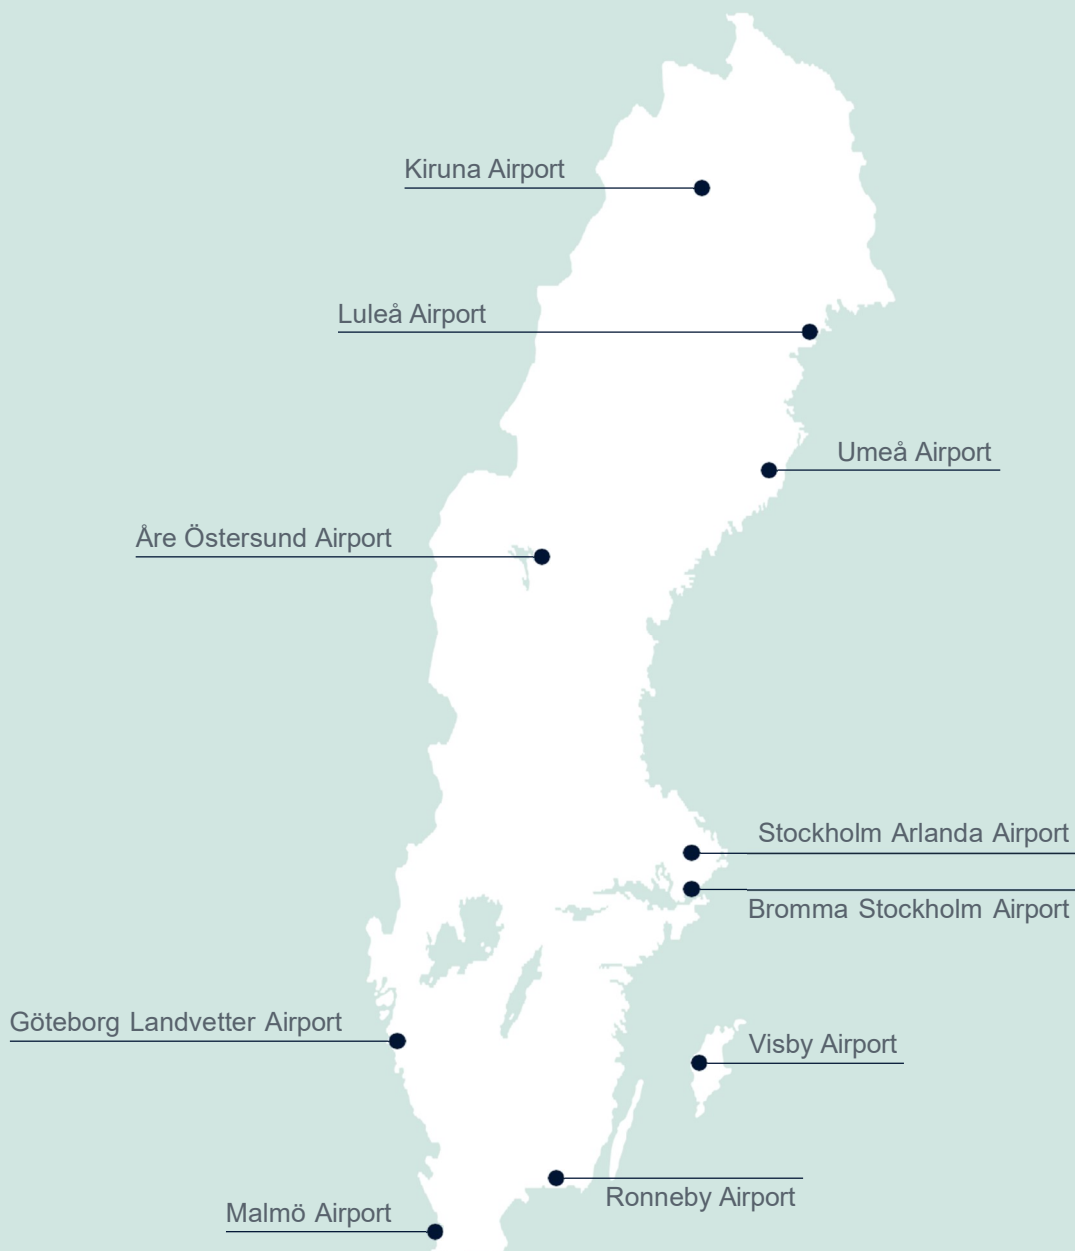 Kiruna Airport
Luleå Airport
Umeå Airport
Åre Östersund Airport
Stockholm Arlanda Airport
Bromma Stockholm Airport
Göteborg Landvetter Airport
Visby Airport
Ronneby Airport
Malmö Airport